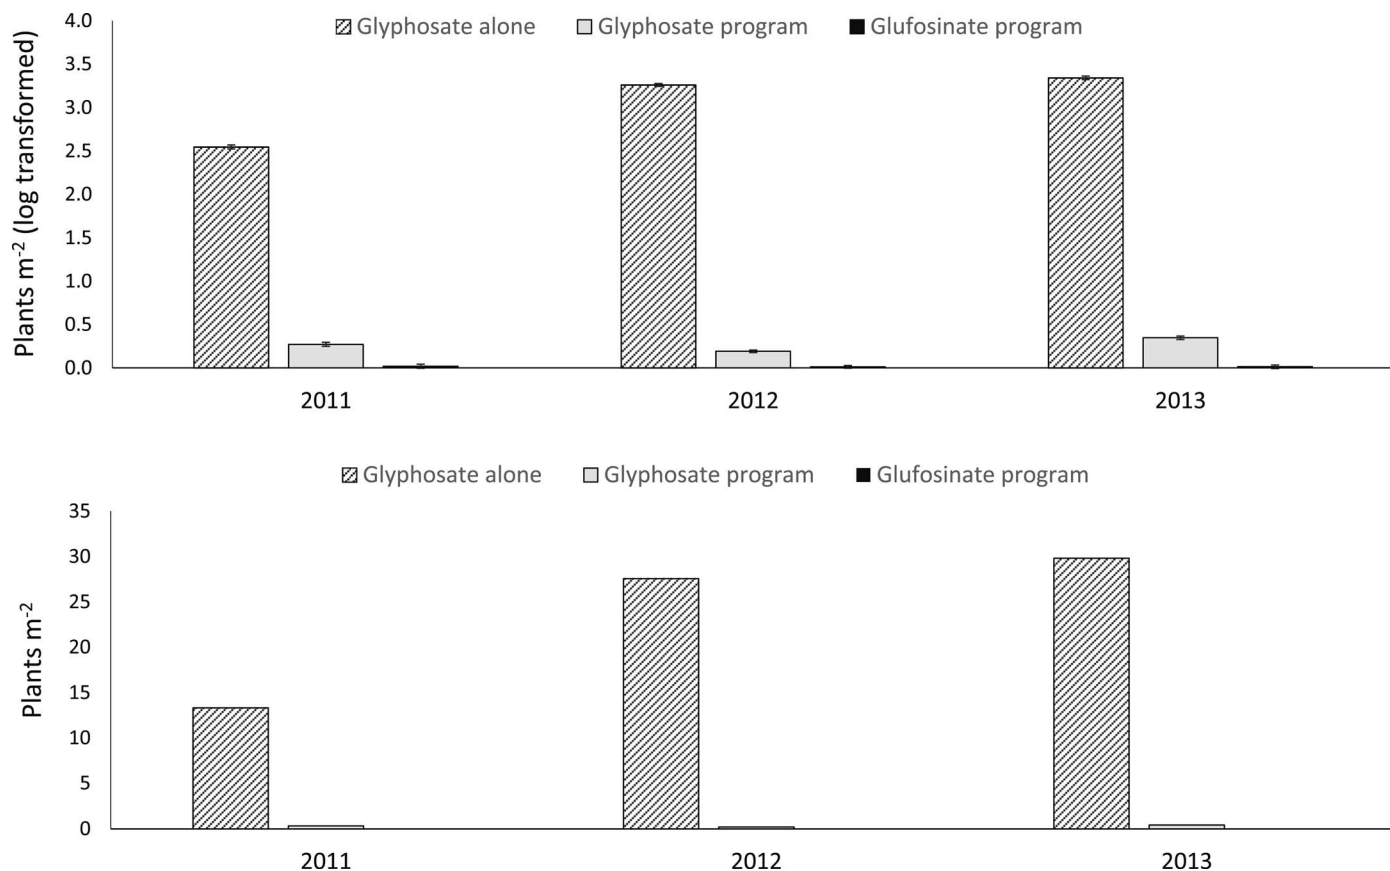 Glyphosate alone Glyphosate program Glufosinate program
Plants m-2 (log transformed)
4.0
3.5
3.0
2.5
2.0
1.5
1.0
0.5
0.0
2011 2012 2013
Glyphosate alone Glyphosate program Glufosinate program
Plants m-2
35
30
25
20
15
10
5
0
2011 2012 2013